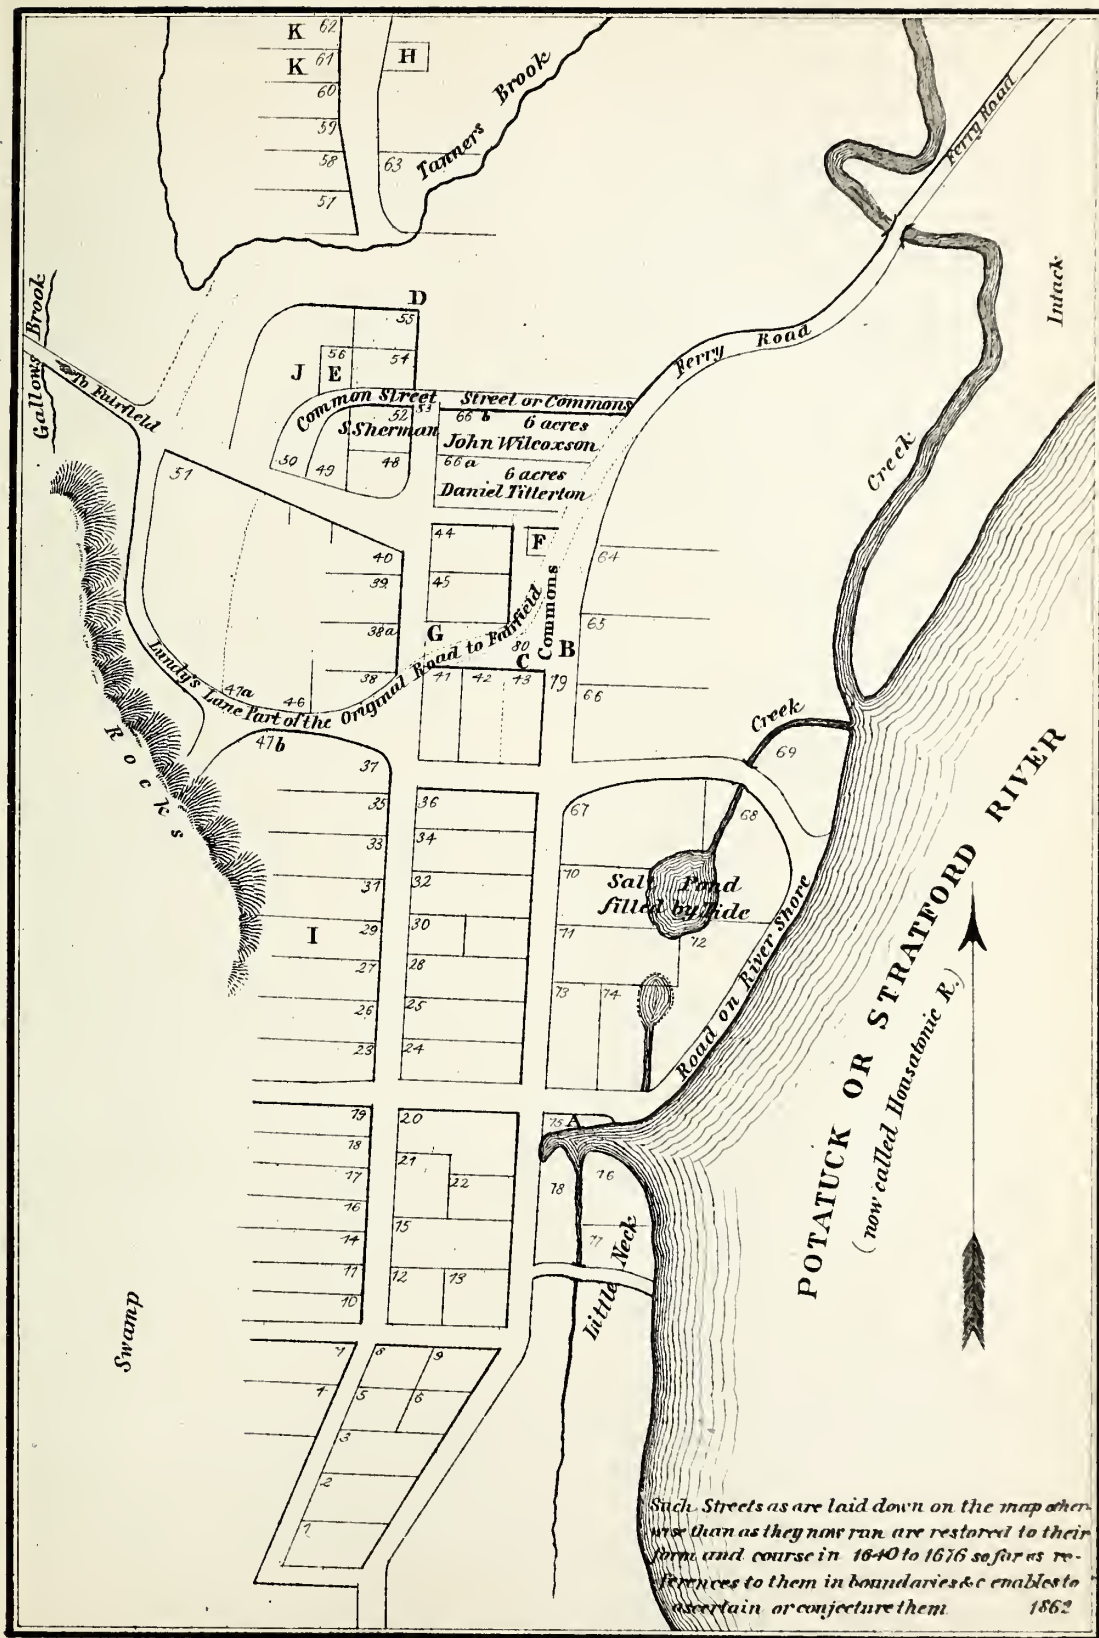 K 62
K 61
H
60
59
58
63
57
Tanners Brook
Ferry Road
Intack
Gallows Brook
To Fairfield
D
55
56
54
J E
Common Street
Street or Commons
53
52
S. Sherman
66 b 6 acres
John Wilcoxson
66 a 6 acres
Daniel Titterton
50
49
48
51
Ferry Road
Creek
44
F
40
39
45
64
38a
G
80
Commons
65
B
C
38
41
42
43
79
66
Lundy's Lane Part of the Original Road to Fairfield
47a
46
47b
37
Rocks
Creek
69
35
36
67
68
33
34
31
32
70
Salt Pond
filled by Tide
I
29
30
71
72
27
28
73
74
26
25
23
24
Road on River Shore
POTATUCK OR STRATFORD RIVER
(now called Housatonic R.)
19
20
75
A
18
21
17
22
76
78
16
15
14
77
11
12
13
10
Little Neck
Swamp
7
8
9
4
5
6
3
2
1
Such Streets as are laid down on the map other-
wise than as they now run are restored to their
form and course in 1640 to 1676 so far as re-
ferences to them in boundaries &c enables to
ascertain or conjecture them 1862